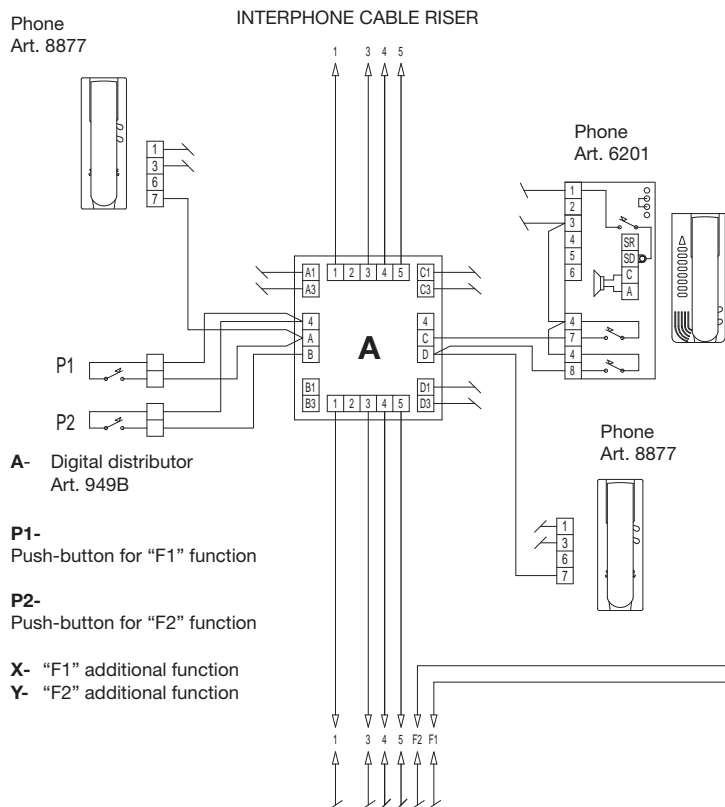 INTERPHONE CABLE RISER
Phone
Art. 8877
1 3 4 5
1
3
6
7
Phone
Art. 6201
1
2
3
4
5
6
SR
SD
C
A
4
7
4
8
A1 1 2 3 4 5 C1
A3 C3
4 4
A C
B D
A
B1 D1
B3 1 2 3 4 5 D3
P1
P2
A- Digital distributor
Art. 949B
P1-
Push-button for “F1” function
P2-
Push-button for “F2” function
X- “F1” additional function
Y- “F2” additional function
Phone
Art. 8877
1
3
6
7
1 3 4 5 F2 F1